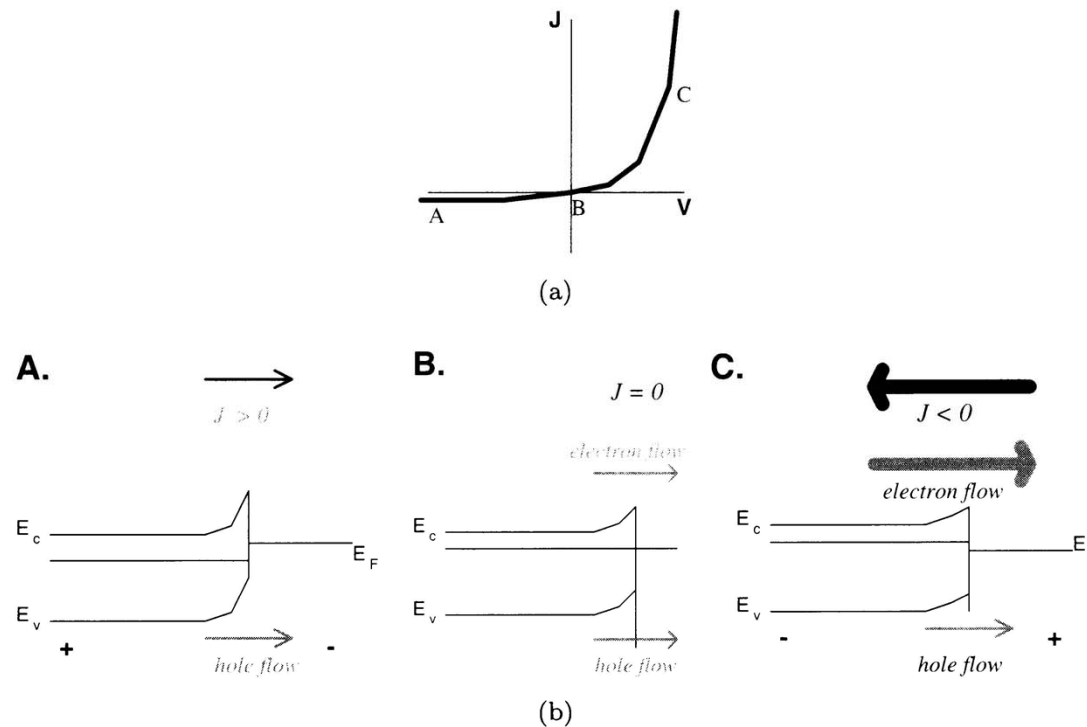 J
C
A
B
V
(a)
A.
J > 0
E_c
E_F
E_v
+
-
hole flow
B.
J = 0
electron flow
E_c
E_v
hole flow
C.
J < 0
electron flow
E_c
E
E_v
-
+
hole flow
(b)